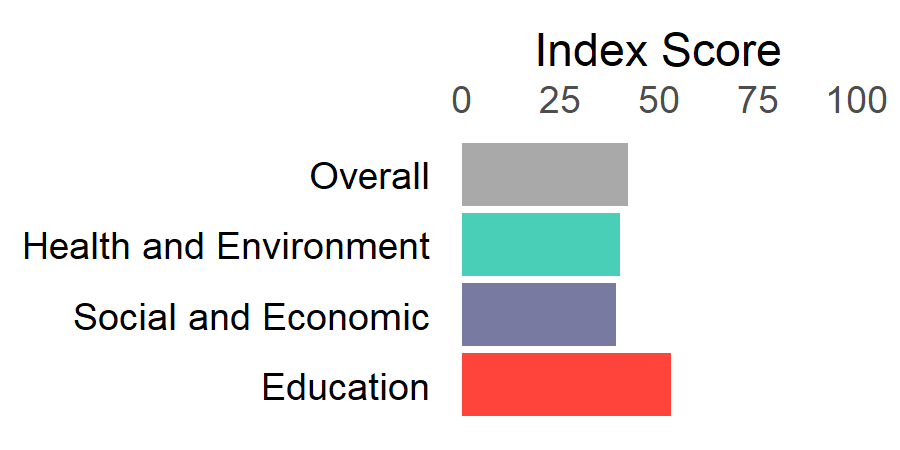 Index Score
0 25 50 75 100
Overall
Health and Environment
Social and Economic
Education